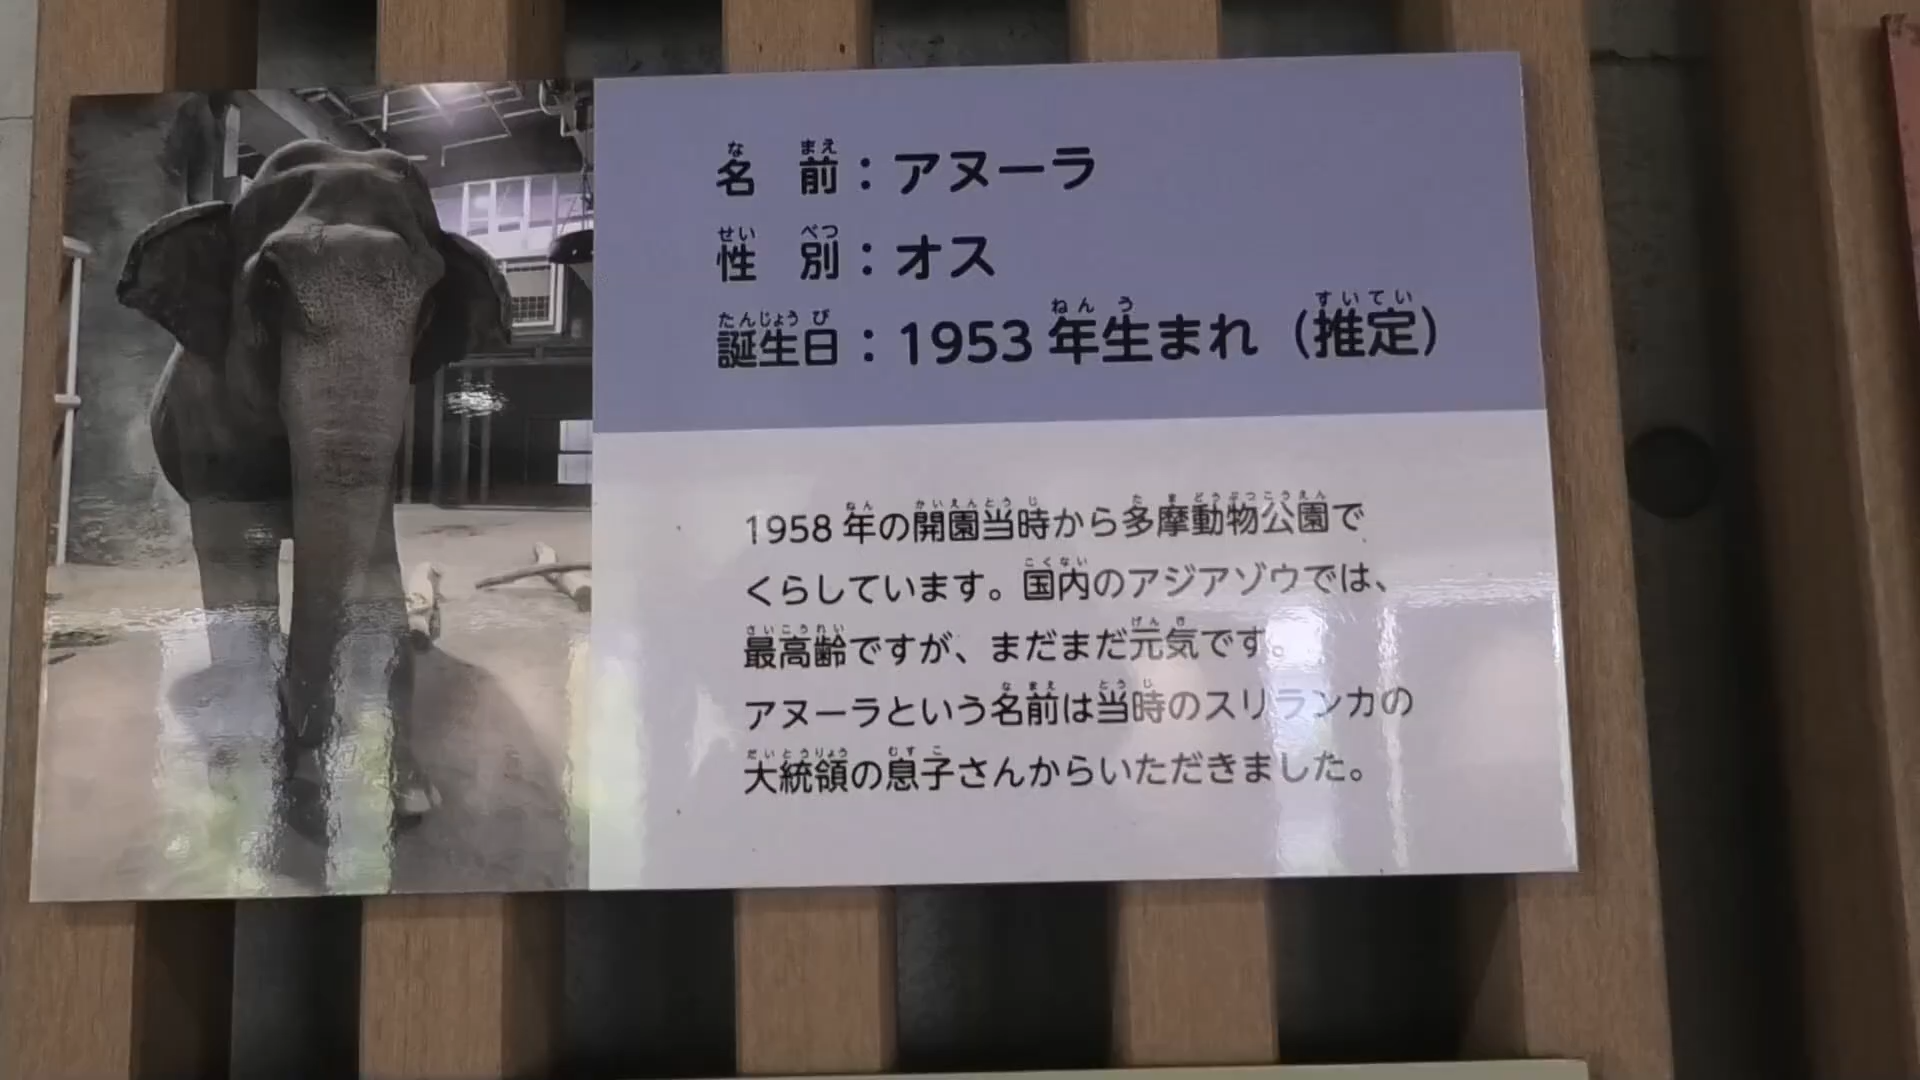 名前：アヌーラ
性別：オス
誕生日：1953年生まれ（推定）
1958年の開園当時から多摩動物公園で
くらしています。国内のアジアゾウでは、
最高齢ですが、まだまだ元気です。
アヌーラという名前は当時のスリランカの
大統領の息子さんからいただきました。